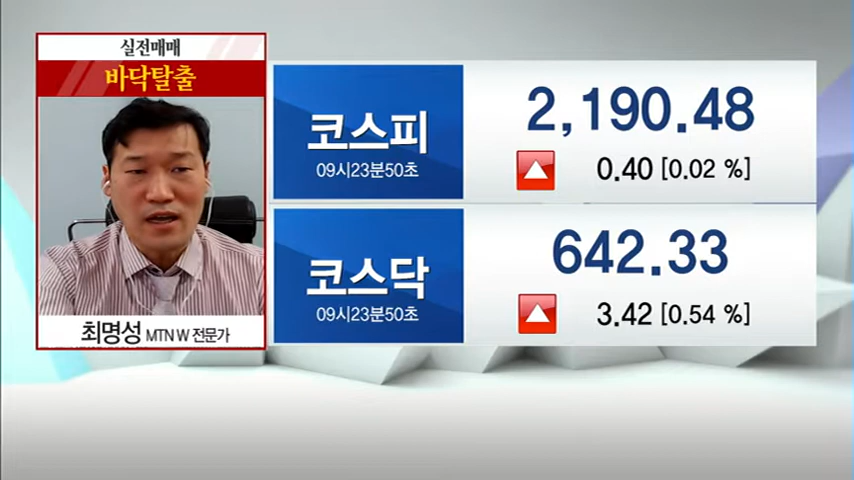 실전매매
바닥탈출
최명성 MTN W 전문가
코스피
09시23분50초
2,190.48
0.40 [0.02 %]
코스닥
09시23분50초
642.33
3.42 [0.54 %]